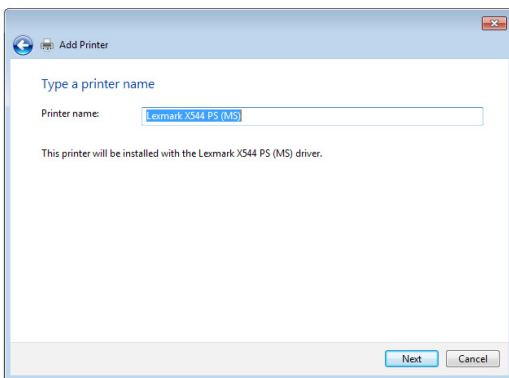 Add Printer
Type a printer name
Printer name: Lexmark X544 PS (MS)
This printer will be installed with the Lexmark X544 PS (MS) driver.
Next Cancel